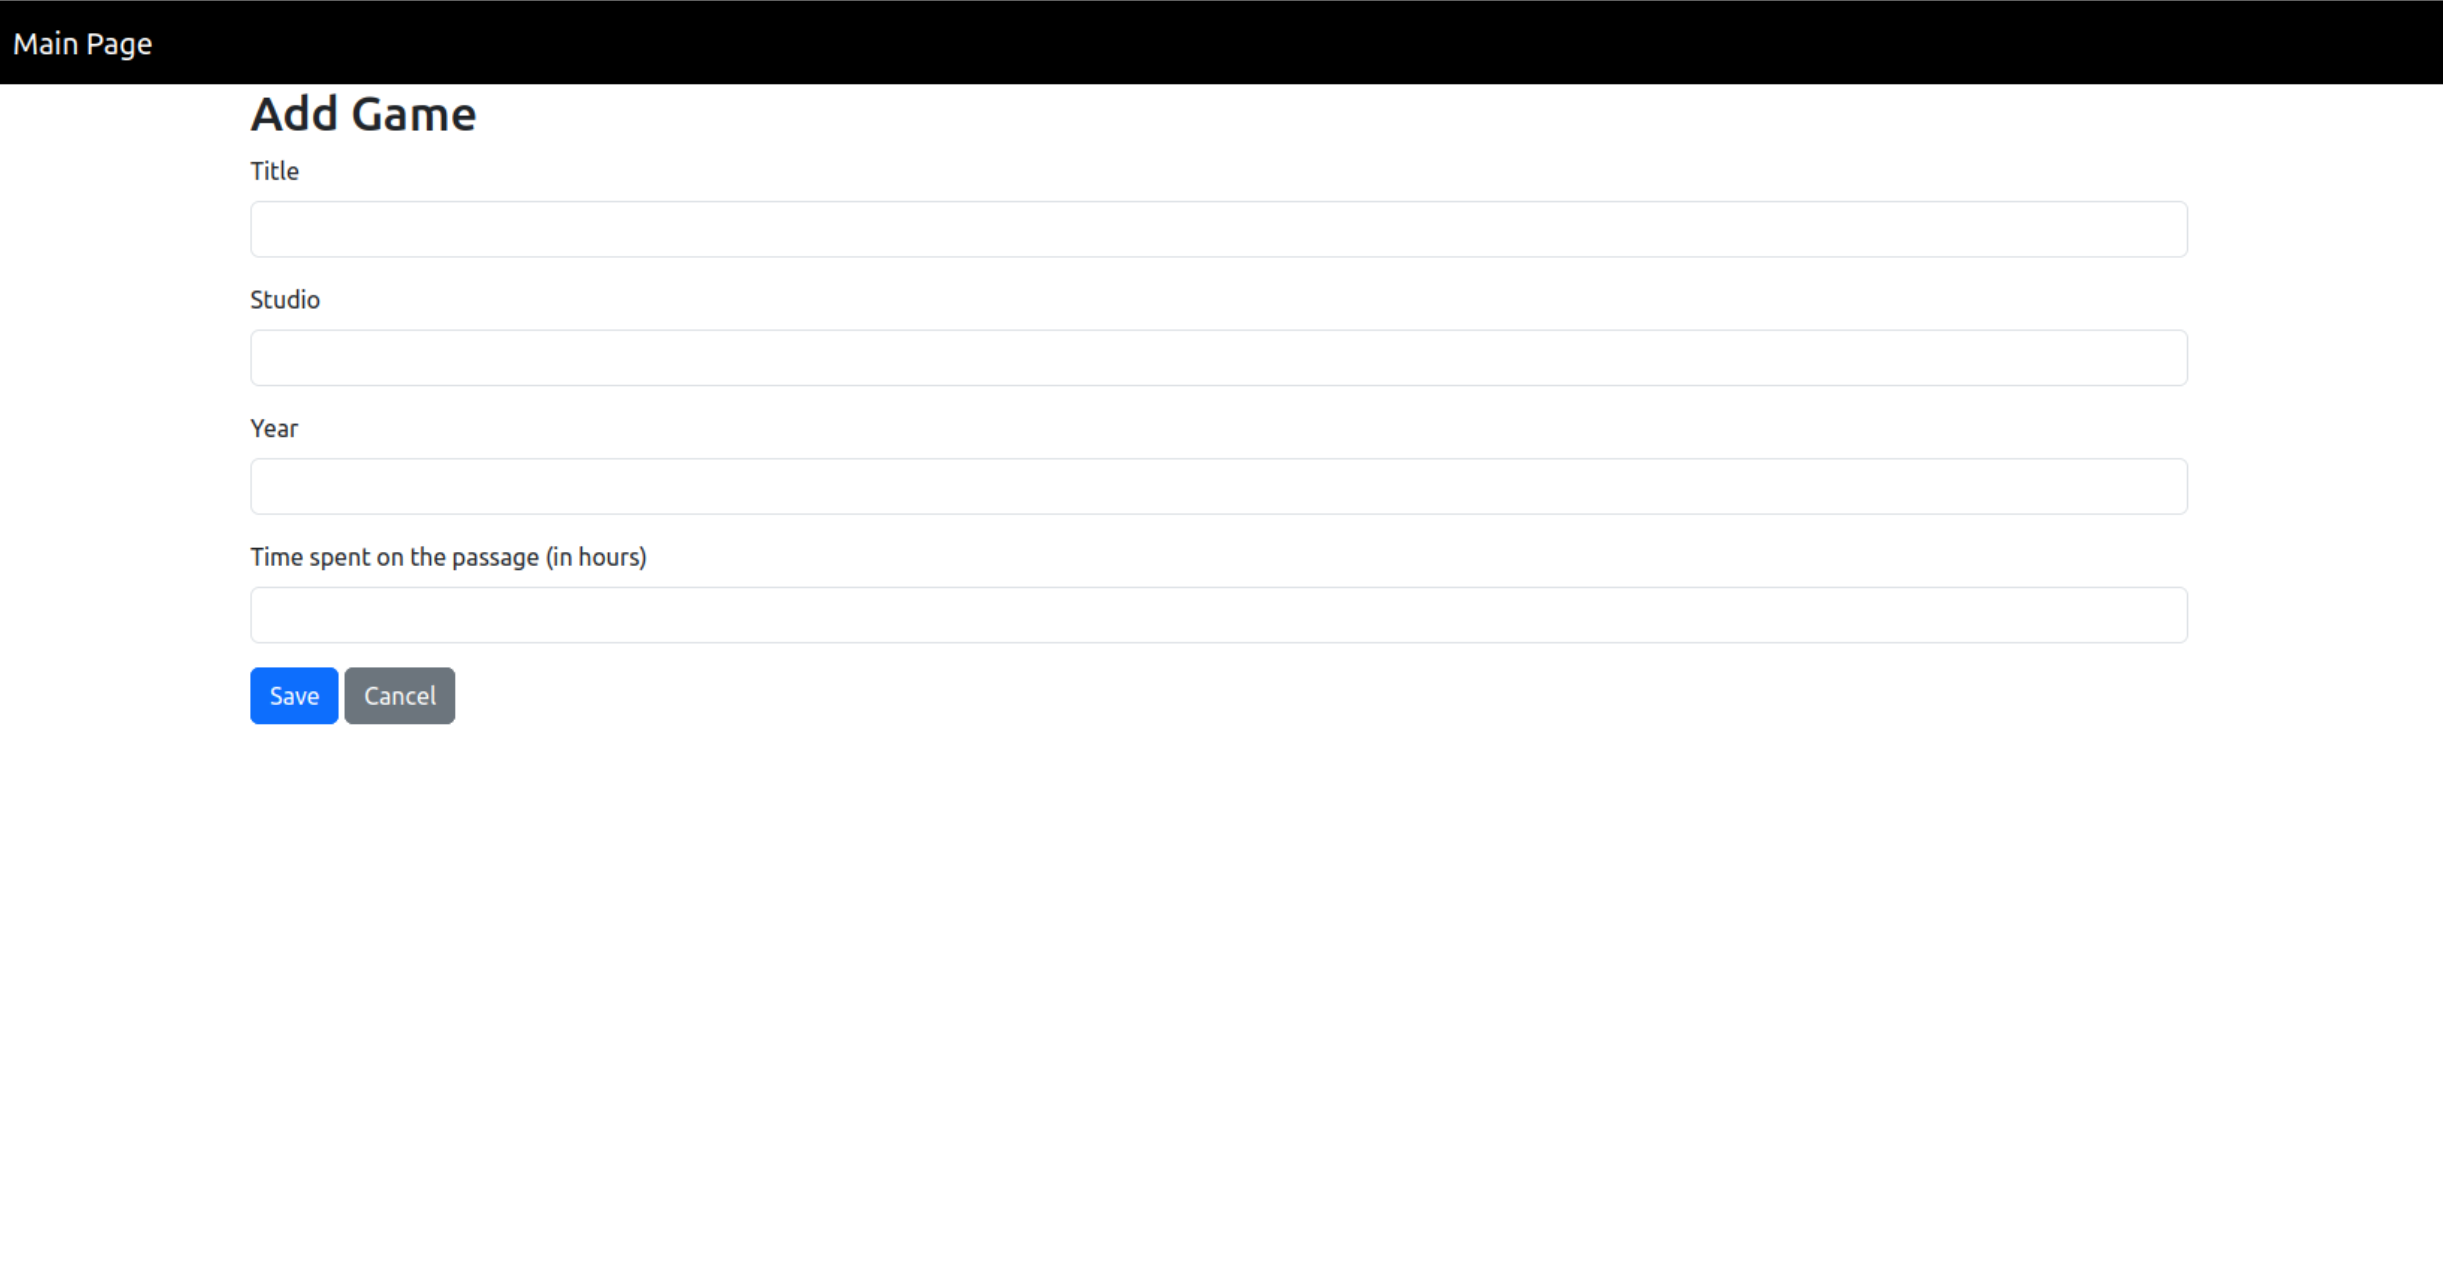 Main Page
Add Game
Title
Studio
Year
Time spent on the passage (in hours)
Save Cancel